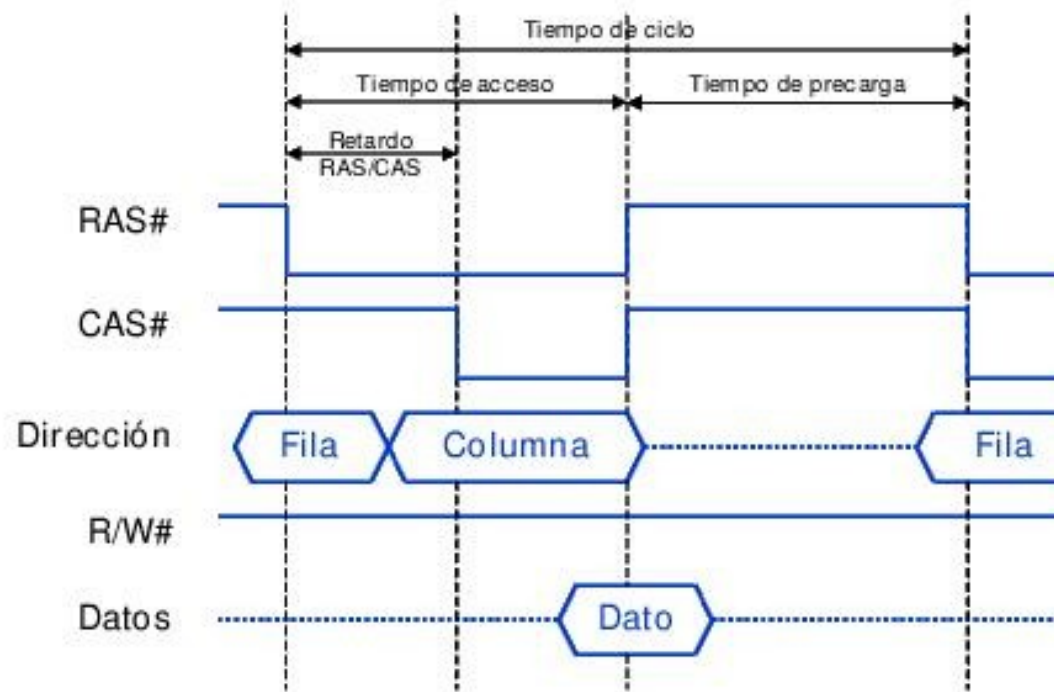 Tiempo de ciclo
Tiempo de acceso
Tiempo de precarga
Retardo
RAS/CAS
RAS#
CAS#
Dirección
Fila
Columna
Fila
R/W#
Datos
Dato